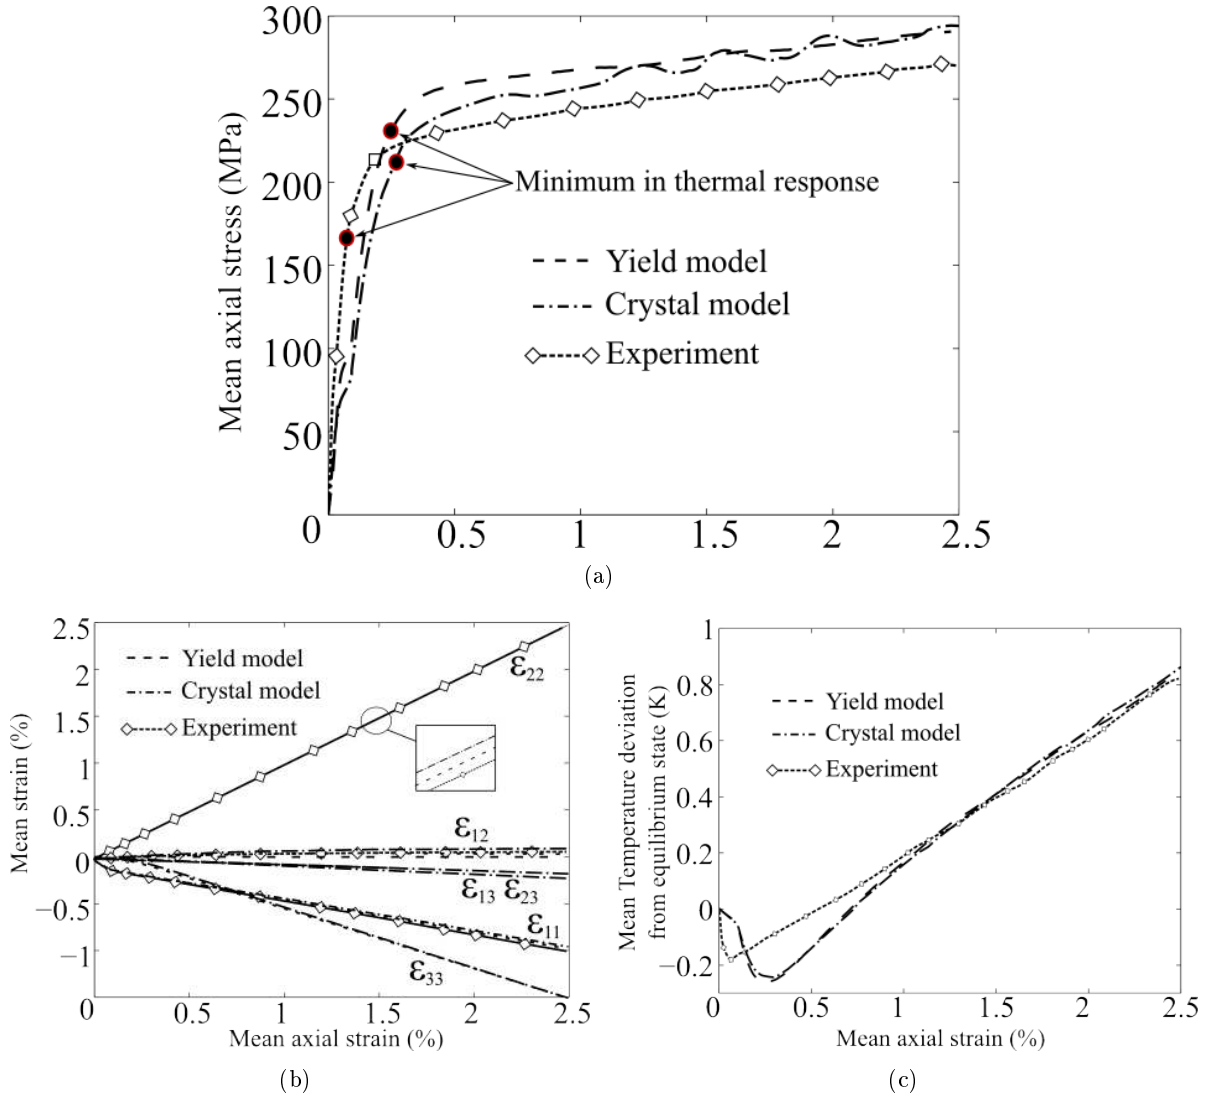 300
250
200
150
100
50
0
Mean axial stress (MPa)
Minimum in thermal response
Yield model
Crystal model
Experiment
0.5
1
1.5
2
2.5
(a)
2.5
2
1.5
1
0.5
0
−0.5
−1
Mean strain (%)
Yield model
Crystal model
Experiment
ε22
ε12
ε13 ε23
ε11
ε33
0
0.5
1
1.5
2
2.5
Mean axial strain (%)
(b)
1
0.8
0.6
0.4
0.2
0
−0.2
Mean Temperature deviation
from equilibrium state (K)
Yield model
Crystal model
Experiment
0
0.5
1
1.5
2
2.5
Mean axial strain (%)
(c)